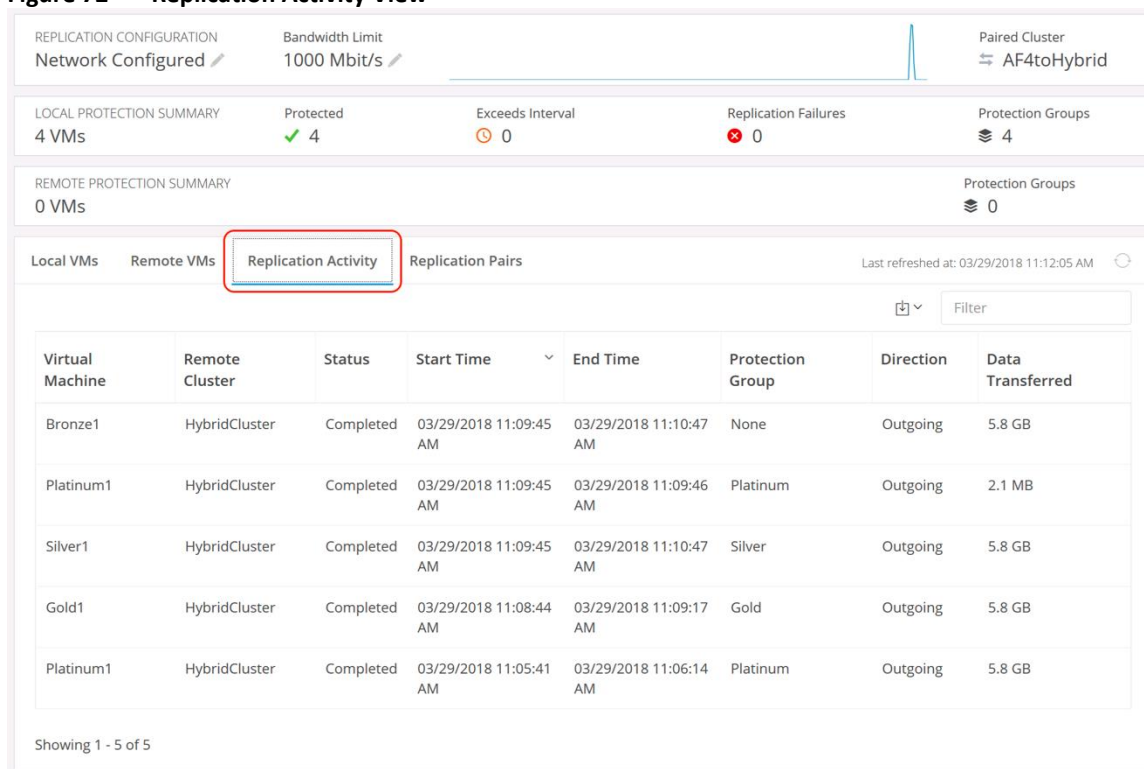 Figure 72 Replication Activity View
REPLICATION CONFIGURATION
Network Configured
Bandwidth Limit
1000 Mbit/s
Paired Cluster
AF4toHybrid
LOCAL PROTECTION SUMMARY
4 VMs
Protected
4
Exceeds Interval
0
Replication Failures
0
Protection Groups
4
REMOTE PROTECTION SUMMARY
0 VMs
Protection Groups
0
Local VMs Remote VMs Replication Activity Replication Pairs Last refreshed at: 03/29/2018 11:12:05 AM
Filter
Virtual Machine Remote Cluster Status Start Time End Time Protection Group Direction Data Transferred
Bronze1 HybridCluster Completed 03/29/2018 11:09:45 AM 03/29/2018 11:10:47 AM None Outgoing 5.8 GB
Platinum1 HybridCluster Completed 03/29/2018 11:09:45 AM 03/29/2018 11:09:46 AM Platinum Outgoing 2.1 MB
Silver1 HybridCluster Completed 03/29/2018 11:09:45 AM 03/29/2018 11:10:47 AM Silver Outgoing 5.8 GB
Gold1 HybridCluster Completed 03/29/2018 11:08:44 AM 03/29/2018 11:09:17 AM Gold Outgoing 5.8 GB
Platinum1 HybridCluster Completed 03/29/2018 11:05:41 AM 03/29/2018 11:06:14 AM Platinum Outgoing 5.8 GB
Showing 1 - 5 of 5